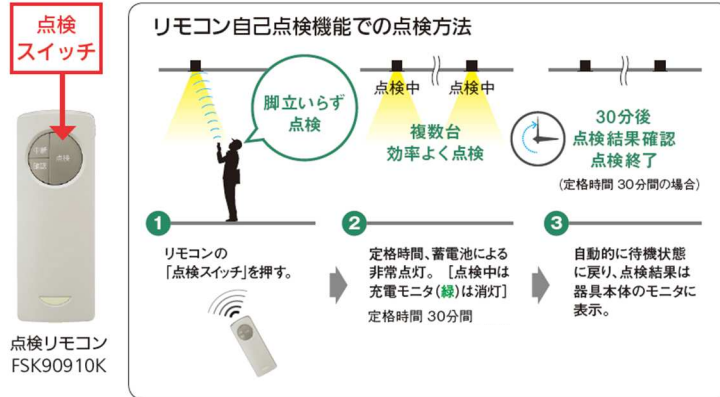 点検
スイッチ
点検
点検リモコン
FSK90910K
リモコン自己点検機能での点検方法
脚立いらず
点検
点検中
点検中
複数台
効率よく点検
30分後
点検結果確認
点検終了
(定格時間 30分間の場合)
1
リモコンの
「点検スイッチ」を押す。
2
定格時間、蓄電池による
非常点灯。 [点検中は
充電モニタ(緑)は消灯]
定格時間 30分間
3
自動的に待機状態
に戻り、点検結果は
器具本体のモニタに
表示。